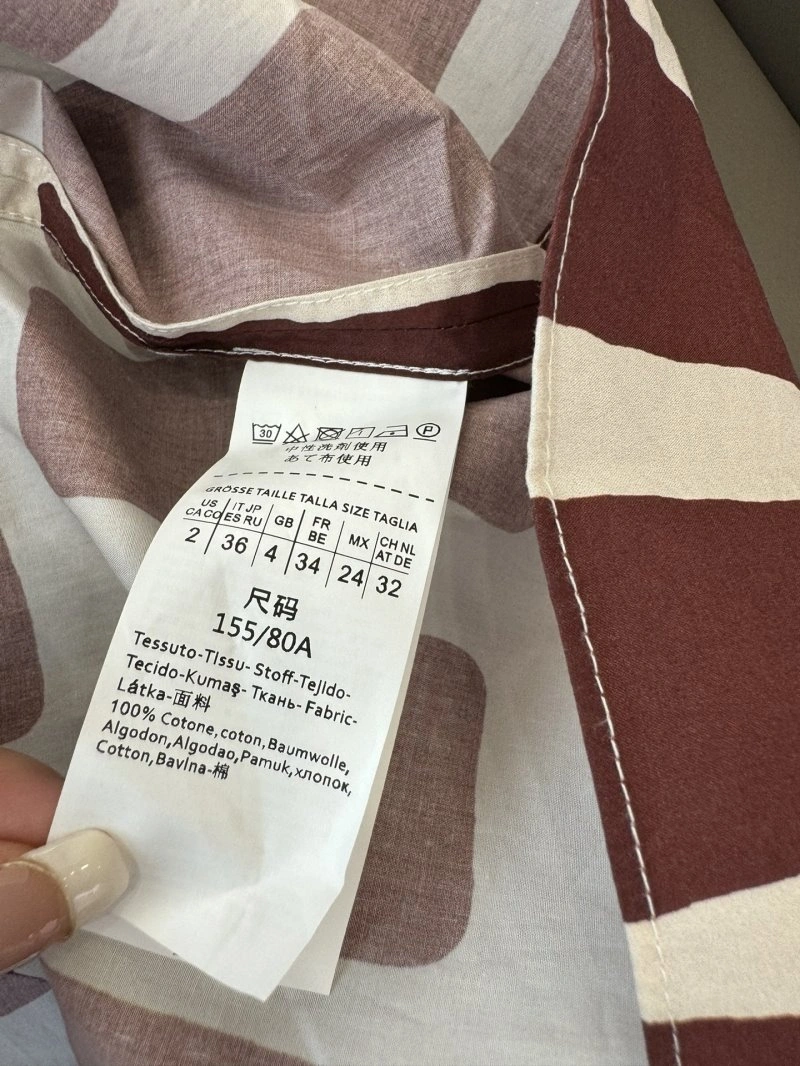 30 P
中性洗剤使用
あて布使用
GRÖSSE TAILLE TALLA SIZE TAGLIA
US CA CO IT JP ES RU GB FR BE MX CH NL AT DE
2 36 4 34 24 32
尺码
155/80A
Tessuto-Tissu-Stoff-Tejido-
Tecido-Kumaş-Ткань-Fabric-
Látka-面料
100% Cotone,coton,Baumwolle,
Algodon,Algodao,Pamuk,хлопок,
Cotton,Bavlna-棉